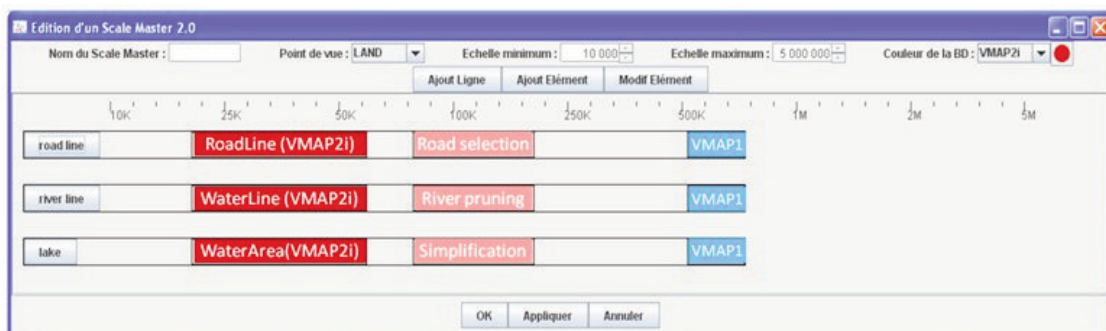 Edition d'un Scale Master 2.0
Nom du Scale Master : Point de vue : LAND Echelle minimum : 10 000 Echelle maximum : 5 000 000 Couleur de la BD : VMAP2i
Ajout Ligne Ajout Elément Modif Elément
10K 25K 50K 100K 250K 500K 1M 2M 5M
road line RoadLine (VMAP2i) Road selection VMAP1
river line WaterLine (VMAP2i) River pruning VMAP1
lake WaterArea(VMAP2i) Simplification VMAP1
OK Appliquer Annuler